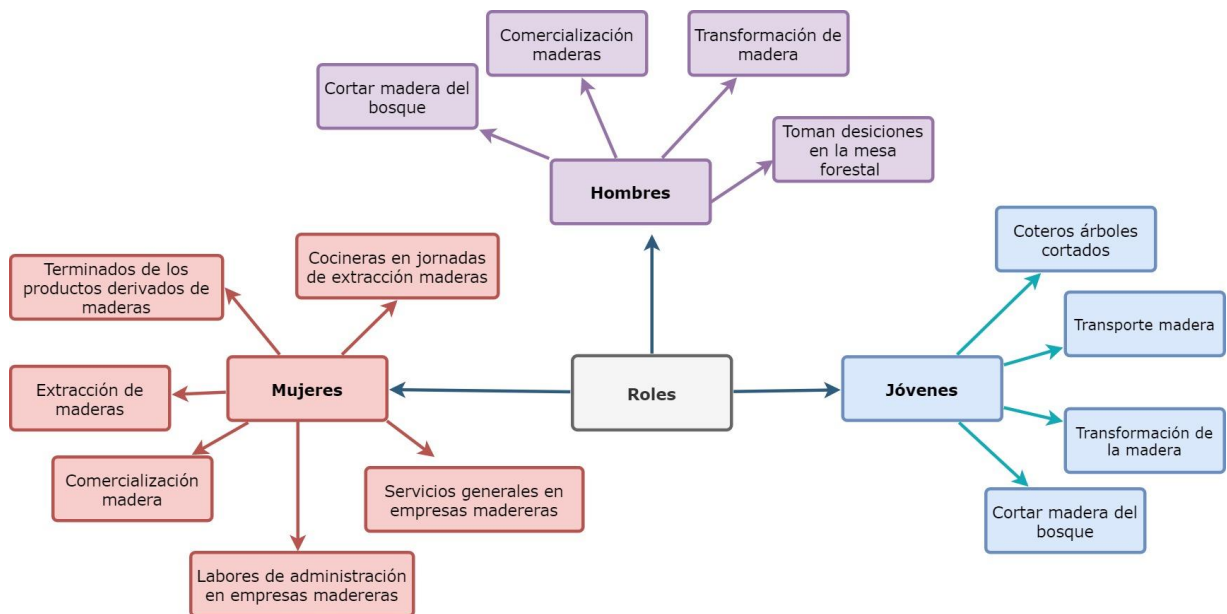 Comercialización
maderas
Transformación de
madera
Cortar madera del
bosque
Toman desiciones
en la mesa
forestal
Hombres
Coteros árboles
cortados
Cocineras en jornadas
de extracción maderas
Terminados de los
productos derivados de
maderas
Transporte madera
Extracción de
maderas
Mujeres
Roles
Jóvenes
Transformación de
la madera
Comercialización
madera
Servicios generales en
empresas madereras
Cortar madera del
bosque
Labores de administración
en empresas madereras